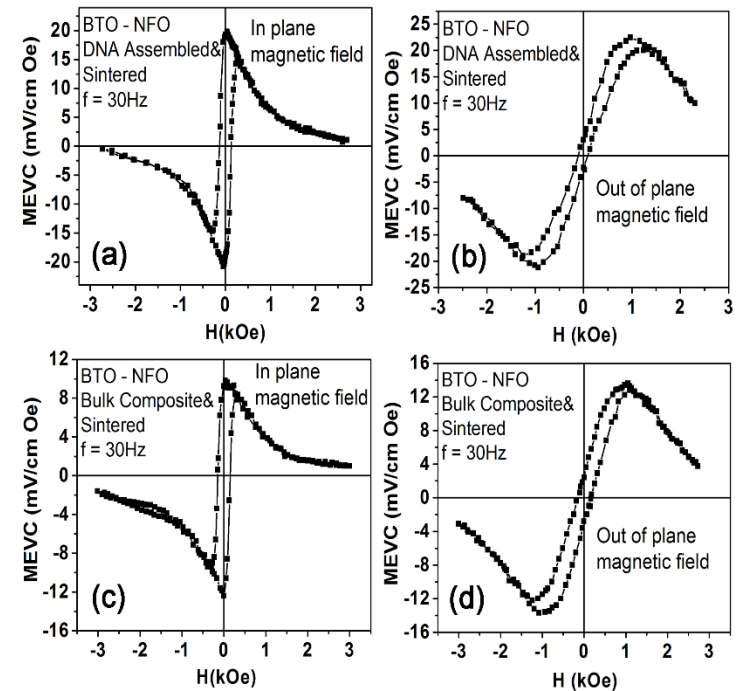 BTO - NFO
DNA Assembled&
Sintered
f = 30Hz
In plane
magnetic field
(a)
MEVC (mV/cm Oe)
20
15
10
5
0
-5
-10
-15
-20
-3 -2 -1 0 1 2 3
H(kOe)
BTO - NFO
DNA Assembled&
Sintered
f = 30Hz
Out of plane
magnetic field
(b)
MEVC (mV/cm Oe)
25
20
15
10
5
0
-5
-10
-15
-20
-25
-3 -2 -1 0 1 2 3
H (kOe)
BTO - NFO
Bulk Composite&
Sintered
f = 30Hz
In plane
magnetic field
(c)
MEVC (mV/cm Oe)
12
8
4
0
-4
-8
-12
-16
-3 -2 -1 0 1 2 3
H(kOe)
BTO - NFO
Bulk Composite&
Sintered
f = 30Hz
Out of plane
magnetic field
(d)
MEVC (mV/cm Oe)
16
12
8
4
0
-4
-8
-12
-16
-3 -2 -1 0 1 2 3
H (kOe)